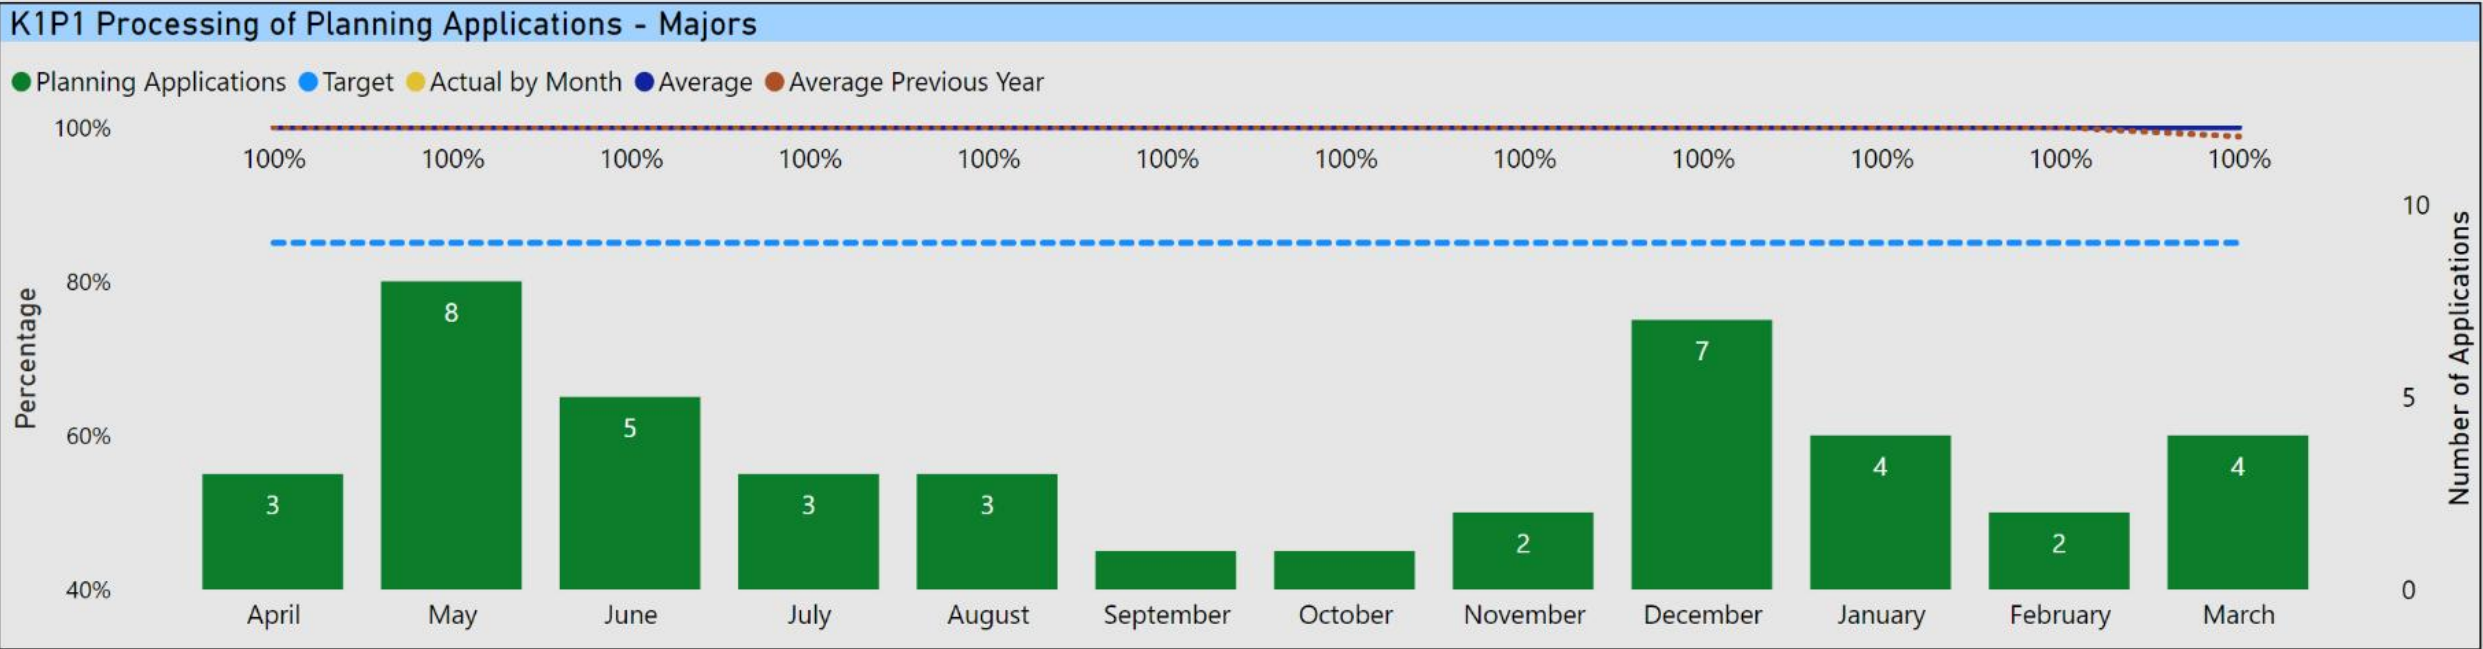 K1P1 Processing of Planning Applications - Majors
Planning Applications Target Actual by Month Average Average Previous Year
100%
100% 100% 100% 100% 100% 100% 100% 100% 100% 100% 100% 100%
10
80%
8
7
Percentage
Number of Applications
5
60%
5
4 4
3 3 3
2 2
40%
0
April May June July August September October November December January February March